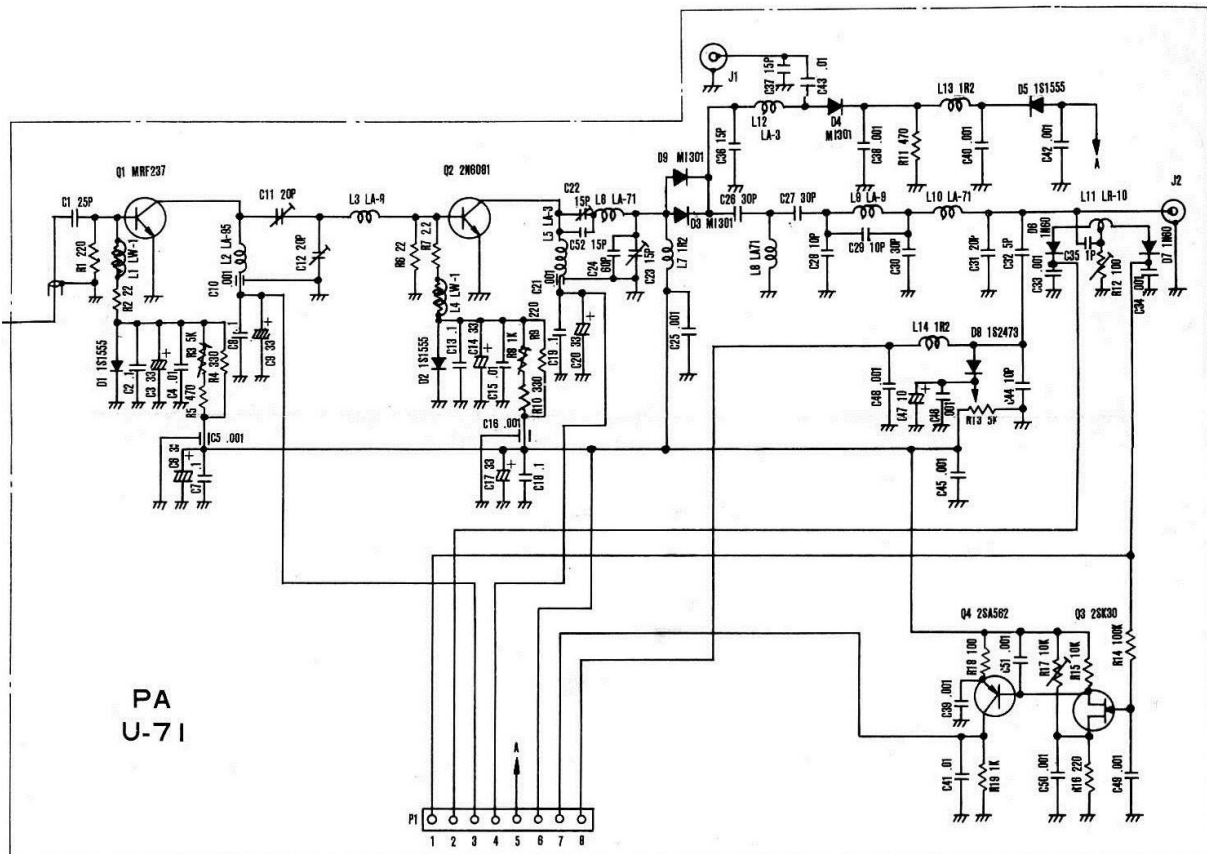 J1
C37 15P
C43 .01
L13 1R2
D5 1S1555
L12
LA-3
D4
MI301
C36 15P
C38 .001
R11 470
C40 .001
C42 .001
A
Q1 MRF237
Q2 2N6081
D9 MI301
D3 MI301
C1 25P
C11 20P
L3 LA-9
C22
15P
L6 LA-71
C26 30P
C27 30P
L9 LA-9
L10 LA-71
L11 LR-10
J2
R1 220
L1 LW-1
R2 22
L2 LA-95
C10
.001
C12 20P
R6 22
R7 2.2
L4 LW-1
L5 LA-3
C52 15P
C21
.001
C24
60P
C23 15P
L7 1R2
L8 LA71
C28 10P
C29 10P
C30 30P
C31 20P
C32 5P
D6
1N60
C33 .001
C35 1P
R12 100
D7 1N60
C34 .001
D1 1S1555
C2 .1
C3 33
C4 .01
R3 5K
R4 330
R5 470
C8 .1
C9 33
D2 1S1555
C13 .1
C14 33
C15 .01
R8 1K
R9 220
R10 330
C19 .1
C20 33
C25 .001
L14 1R2
D8 1S2473
C47 10
.001
C44 10P
R13 5K
C5 .001
C7 .1
C16 .001
C17 33
C18 .1
C45 .001
Q4 2SA562
Q3 2SK30
R18 100
C51 .001
R17 10K
R15 10K
R14 100K
C39 .001
C41 .01
R19 1K
C50 .001
R16 220
C49 .001
PA
U-71
A
P1
1 2 3 4 5 6 7 8